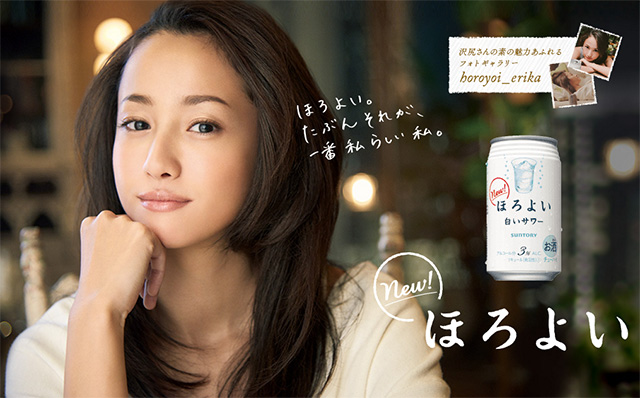 沢尻さんの素の魅力あふれる
フォトギャラリー
horoyoi_erika
ほろよい。
たぶんそれが、
一番私らしい私。
New!
ほろよい
白いサワー
SUNTORY
3%
お酒
New!
ほろよい